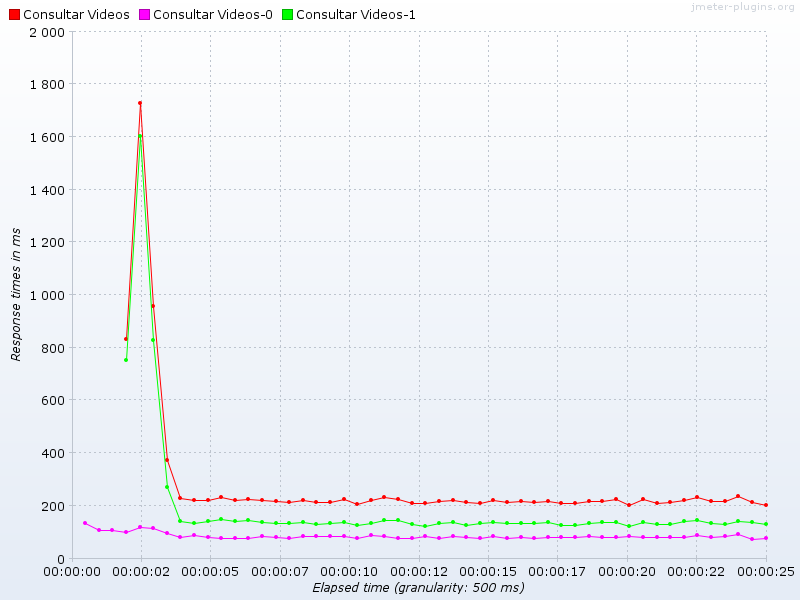 jmeter-plugins.org
Consultar Videos Consultar Videos-0 Consultar Videos-1
2 000
1 800
1 600
1 400
1 200
1 000
800
600
400
200
0
Response times in ms
00:00:00 00:00:02 00:00:05 00:00:07 00:00:10 00:00:12 00:00:15 00:00:17 00:00:20 00:00:22 00:00:25
Elapsed time (granularity: 500 ms)